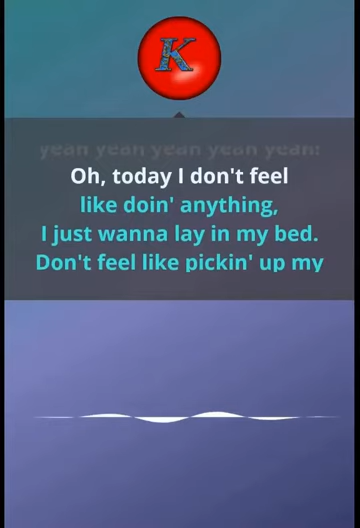 K
yeah yeah yeah yeah yeah!
Oh, today I don't feel
like doin' anything,
I just wanna lay in my bed.
Don't feel like pickin' up my